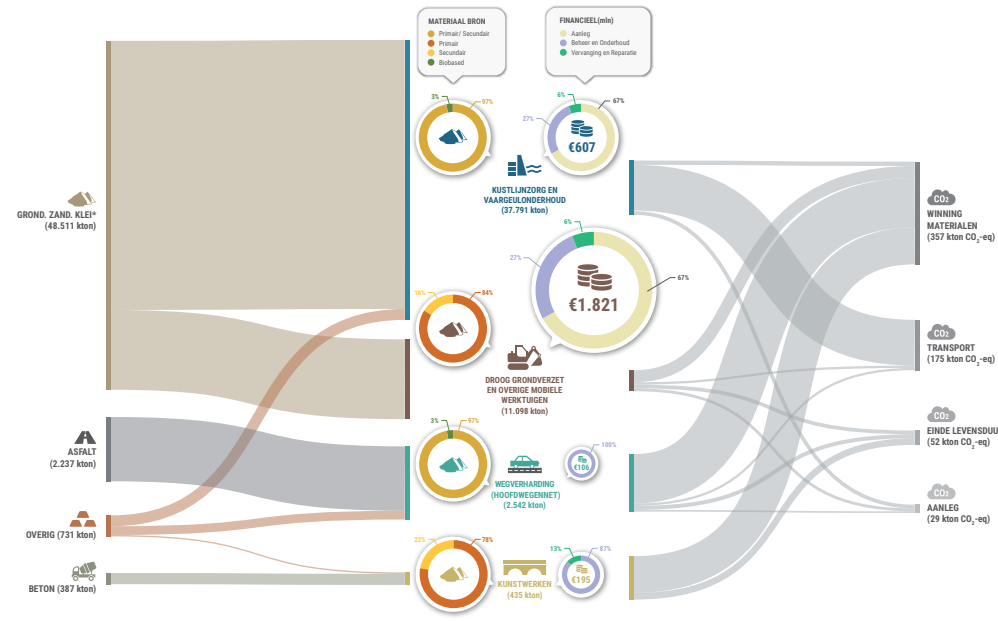 MATERIAAL BRON
Primair/ Secundair
Primair
Secundair
Biobased
FINANCIEEL(mln)
Aanleg
Beheer en Onderhoud
Vervanging en Reparatie
GROND. ZAND. KLEI*
(48.511 kton)
ASFALT
(2.237 kton)
OVERIG (731 kton)
BETON (387 kton)
3%
97%
6%
67%
27%
€607
KUSTLIJNZORG EN
VAARGEULONDERHOUD
(37.791 kton)
6%
27%
67%
€1.821
16%
84%
DROOG GRONDVERZET
EN OVERIGE MOBIELE
WERKTUIGEN
(11.098 kton)
3%
97%
100%
€106
WEGVERHARDING
(HOOFDWEGENNET)
(2.542 kton)
22%
78%
13%
87%
€195
KUNSTWERKEN
(435 kton)
CO2
WINNING
MATERIALEN
(357 kton CO2-eq)
CO2
TRANSPORT
(175 kton CO2-eq)
CO2
EINDE LEVENSDUU
(52 kton CO2-eq)
CO2
AANLEG
(29 kton CO2-eq)